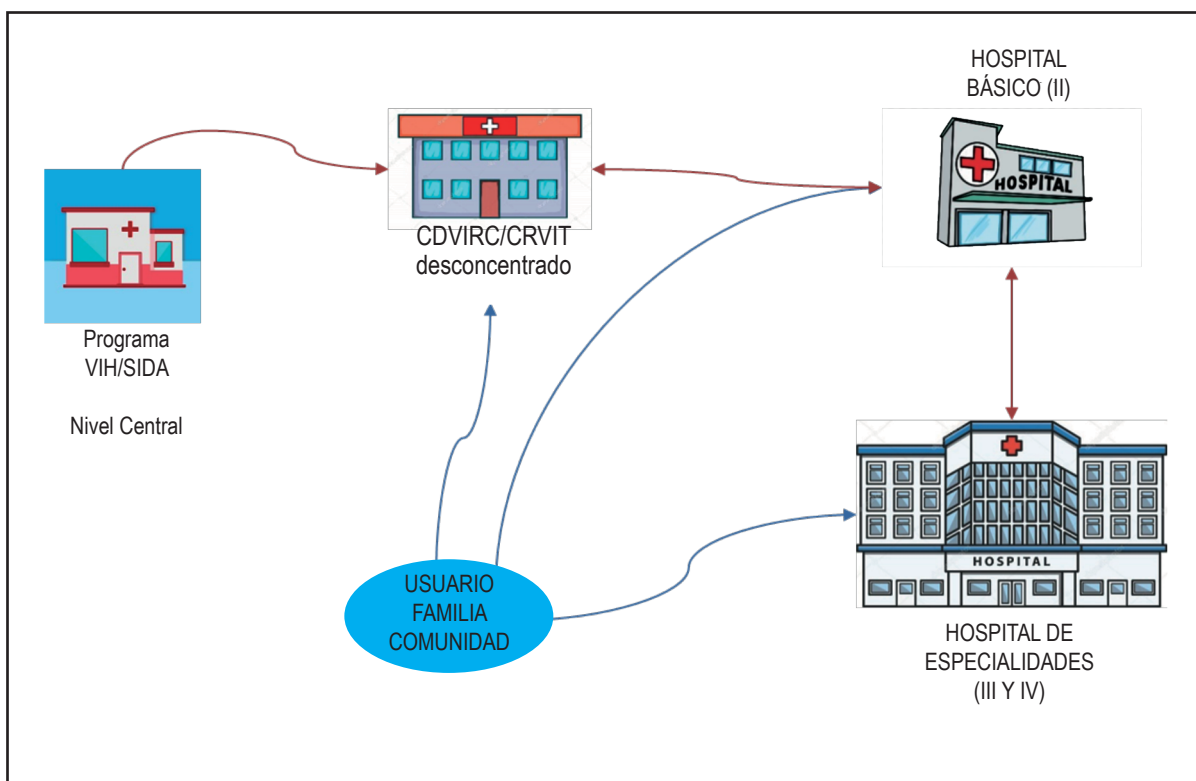 HOSPITAL
BÁSICO (II)
HOSPITAL
CDVIRC/CRVIT
desconcentrado
Programa
VIH/SIDA
Nivel Central
USUARIO
FAMILIA
COMUNIDAD
HOSPITAL
HOSPITAL DE
ESPECIALIDADES
(III Y IV)